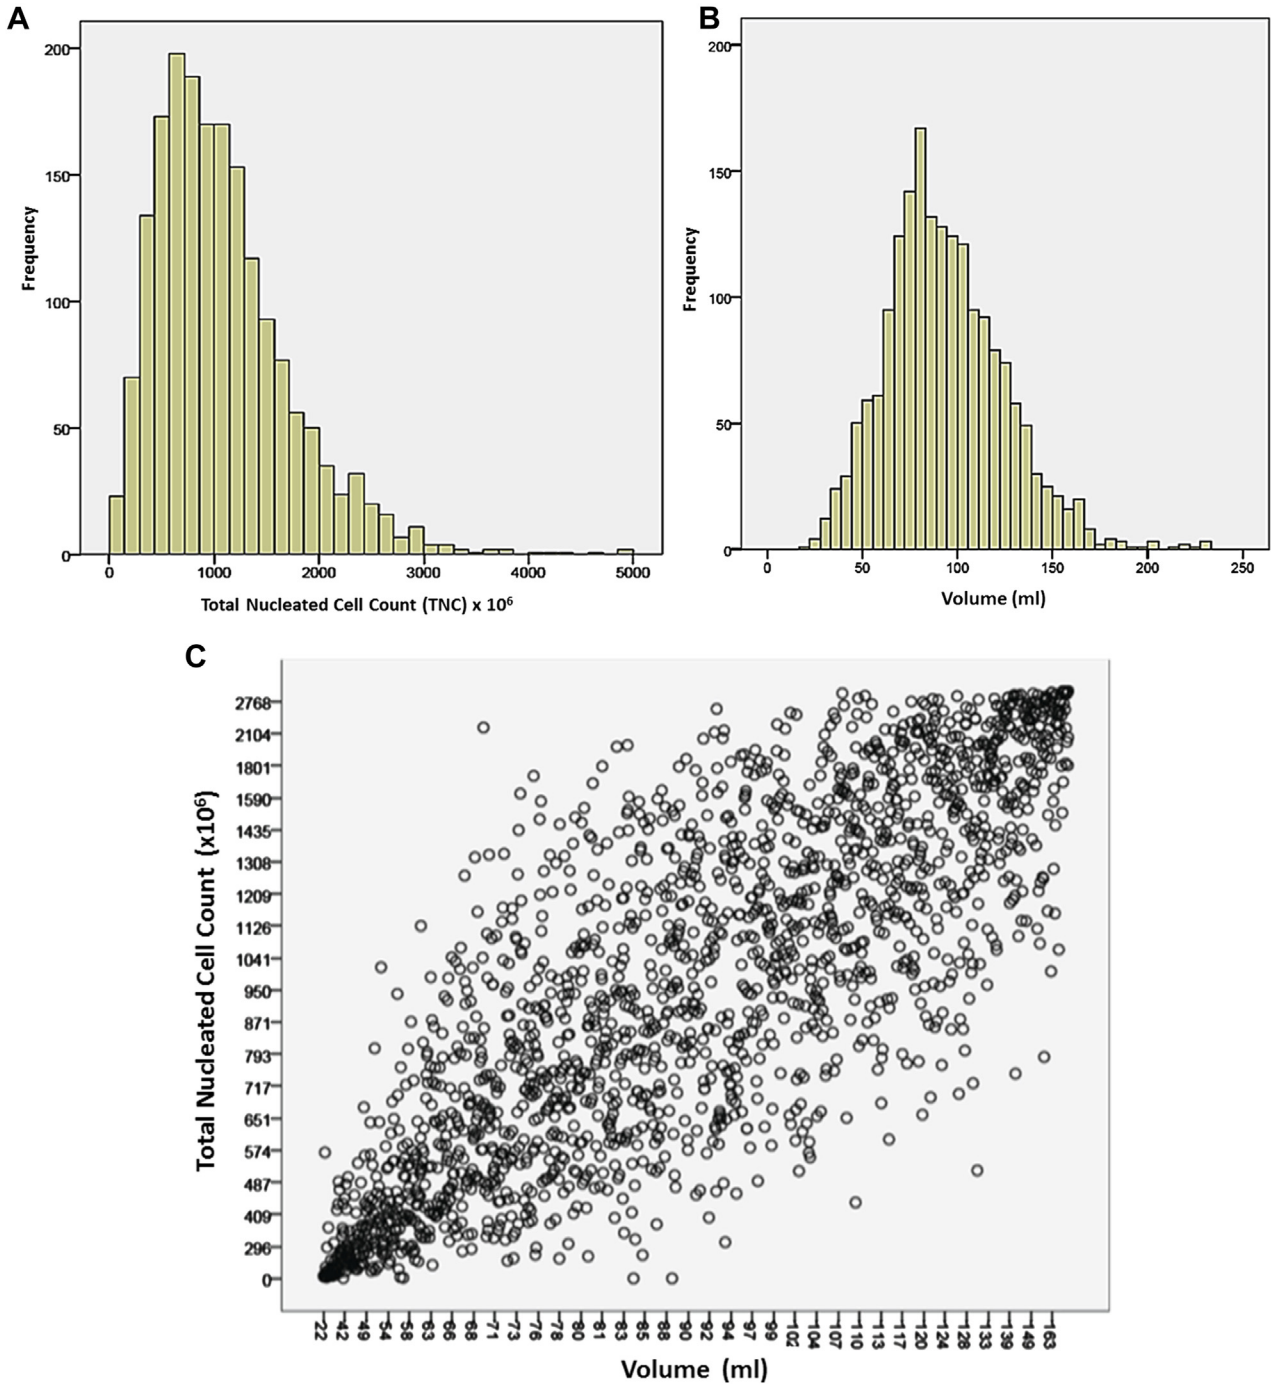 A
B
200
150
100
50
0
Frequency
0 1000 2000 3000 4000 5000
Total Nucleated Cell Count (TNC) x 10⁶
200
150
100
50
0
Frequency
0 50 100 150 200 250
Volume (ml)
C
2768
2104
1801
1590
1435
1308
1209
1126
1041
950
871
793
717
651
574
487
409
296
0
Total Nucleated Cell Count (x10⁶)
22 42 49 54 58 63 66 68 71 73 76 78 80 81 83 85 88 90 92 94 97 99 102 104 107 110 113 117 120 124 128 133 139 149 163
Volume (ml)